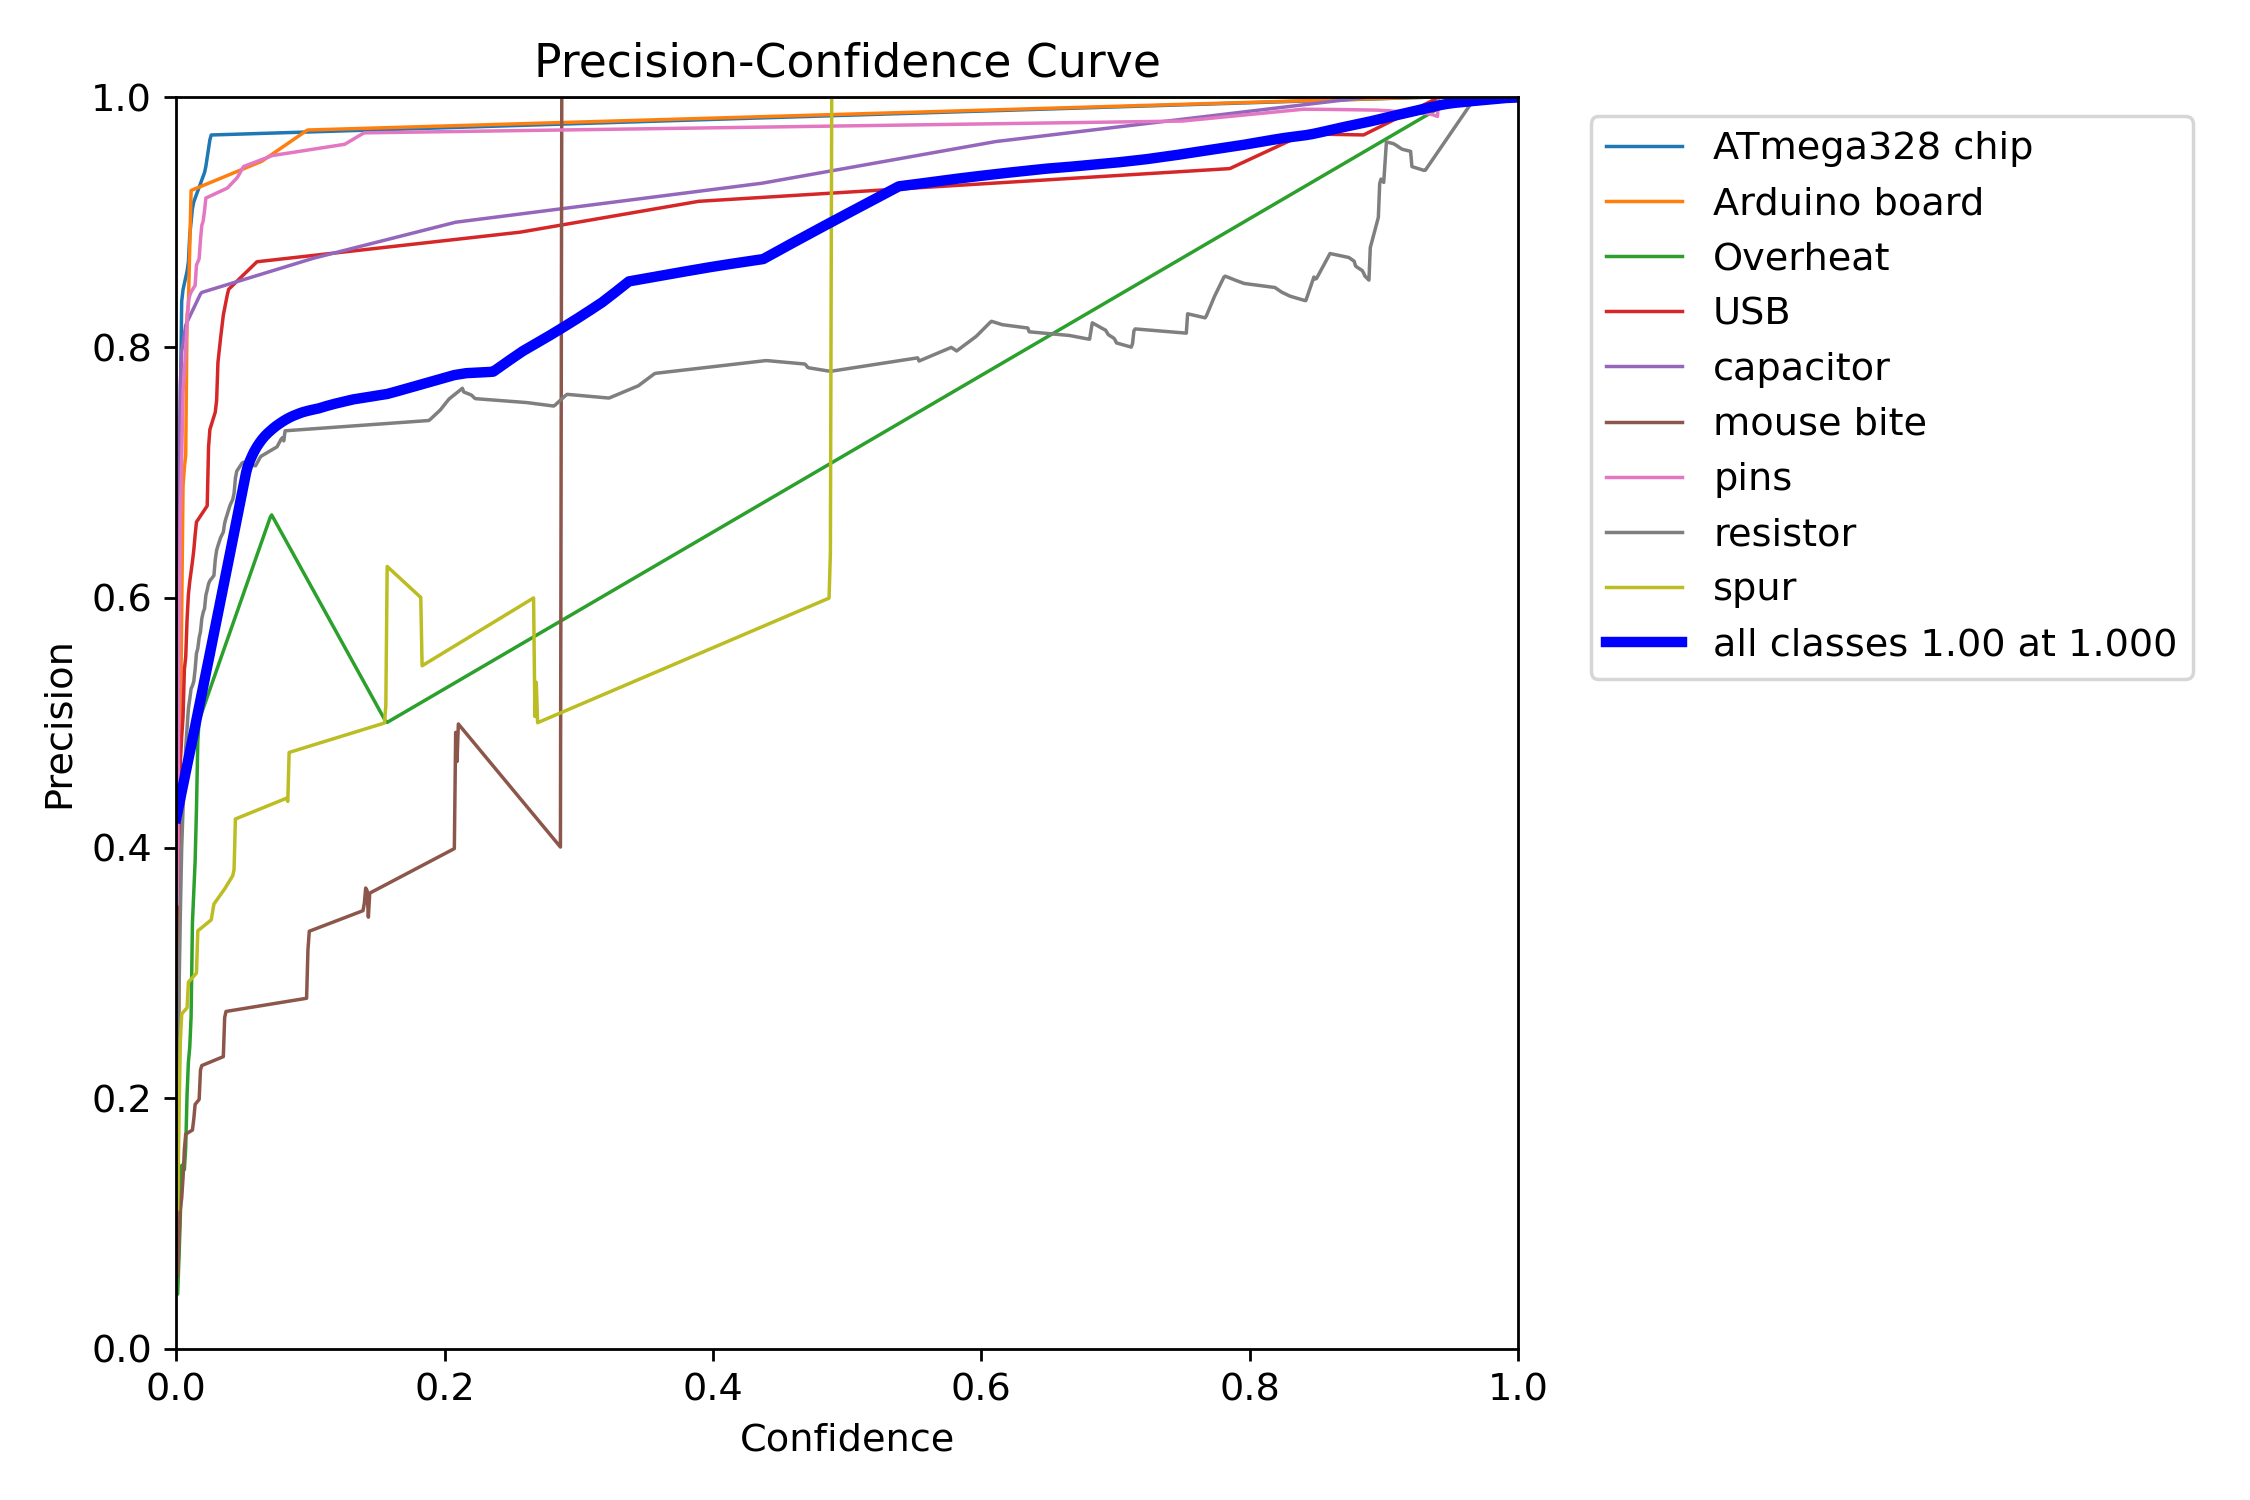 Precision-Confidence Curve
1.0
0.8
0.6
0.4
0.2
0.0
Precision
0.0 0.2 0.4 0.6 0.8 1.0
Confidence
ATmega328 chip
Arduino board
Overheat
USB
capacitor
mouse bite
pins
resistor
spur
all classes 1.00 at 1.000